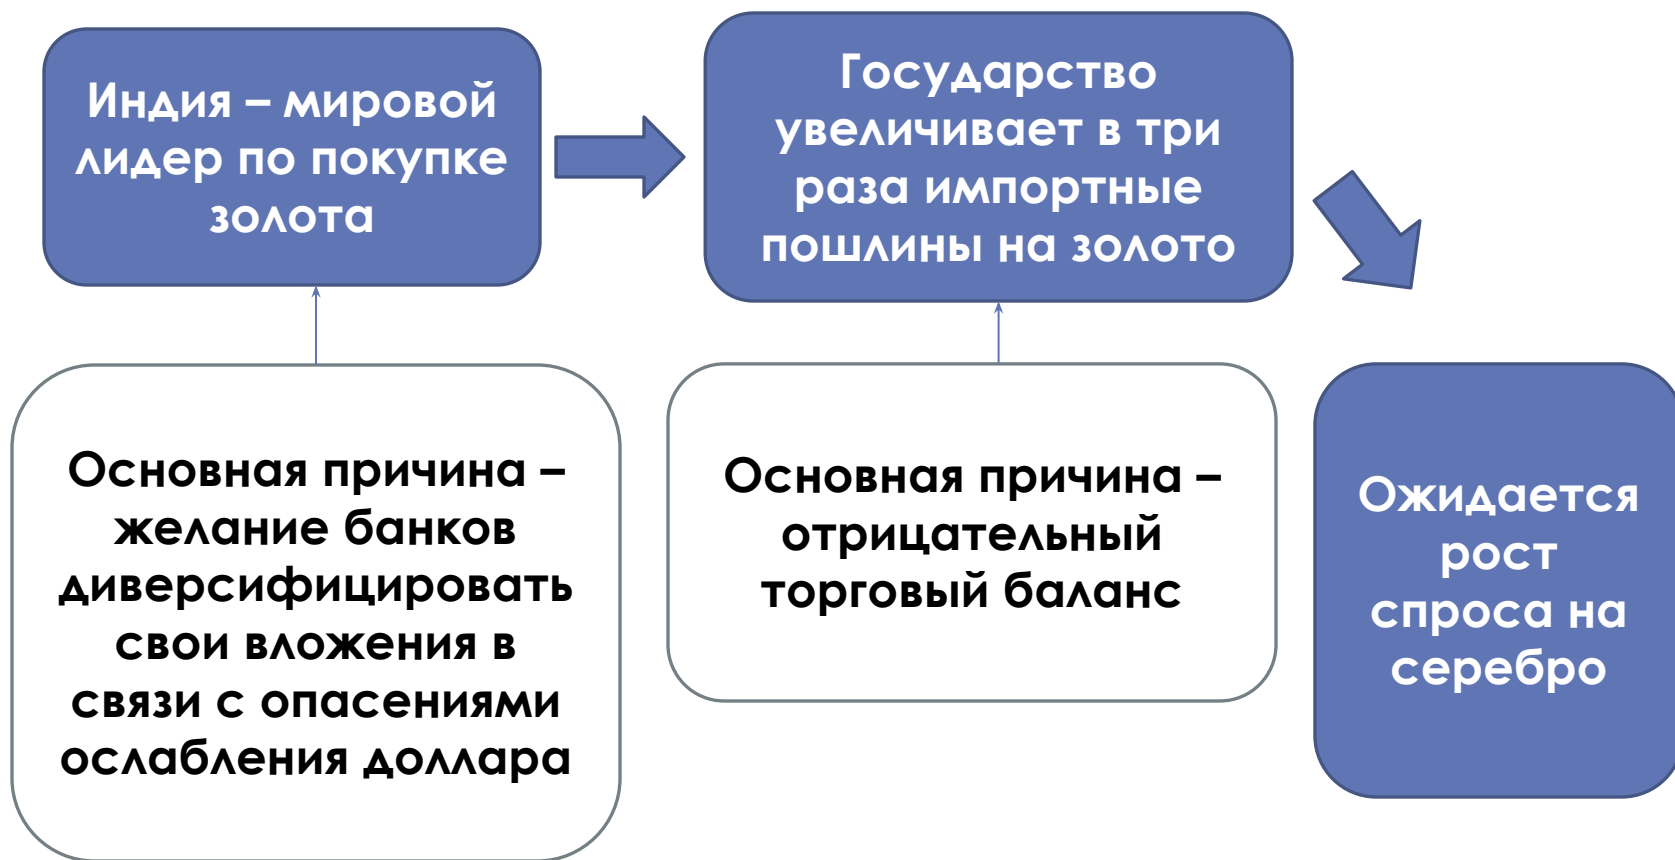 Индия – мировой
лидер по покупке
золота
Государство
увеличивает в три
раза импортные
пошлины на золото
Основная причина –
желание банков
диверсифицировать
свои вложения в
связи с опасениями
ослабления доллара
Основная причина –
отрицательный
торговый баланс
Ожидается
рост
спроса на
серебро